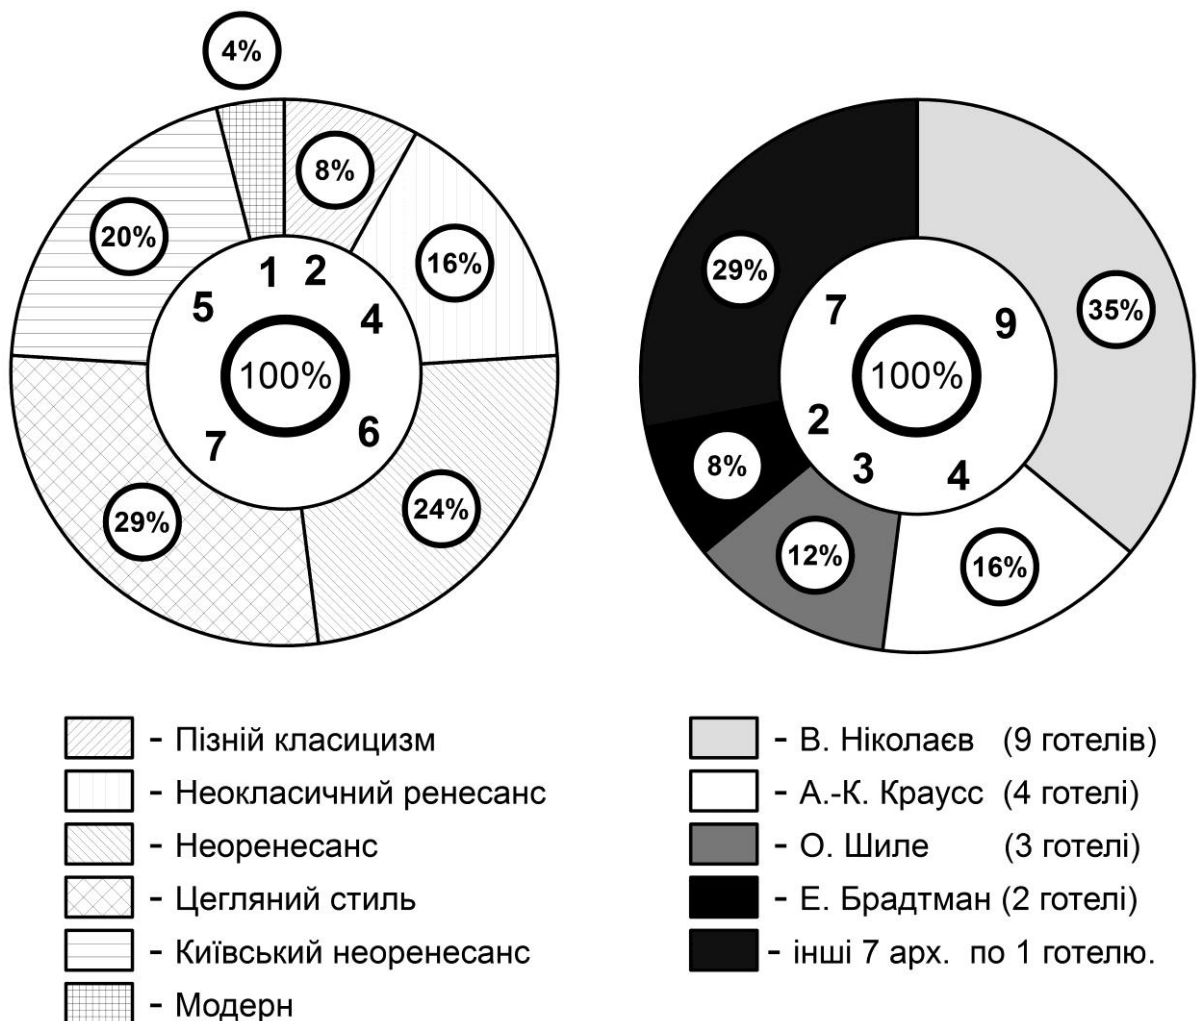 4%
8%
16%
24%
29%
20%
1
2
4
6
7
5
100%
35%
16%
12%
8%
29%
9
4
3
2
7
100%
- Пізній класицизм
- Неокласичний ренесанс
- Неоренесанс
- Цегляний стиль
- Київський неоренесанс
- Модерн
- В. Ніколаєв (9 готелів)
- А.-К. Краусс (4 готелі)
- О. Шиле (3 готелі)
- Е. Брадтман (2 готелі)
- інші 7 арх. по 1 готелю.